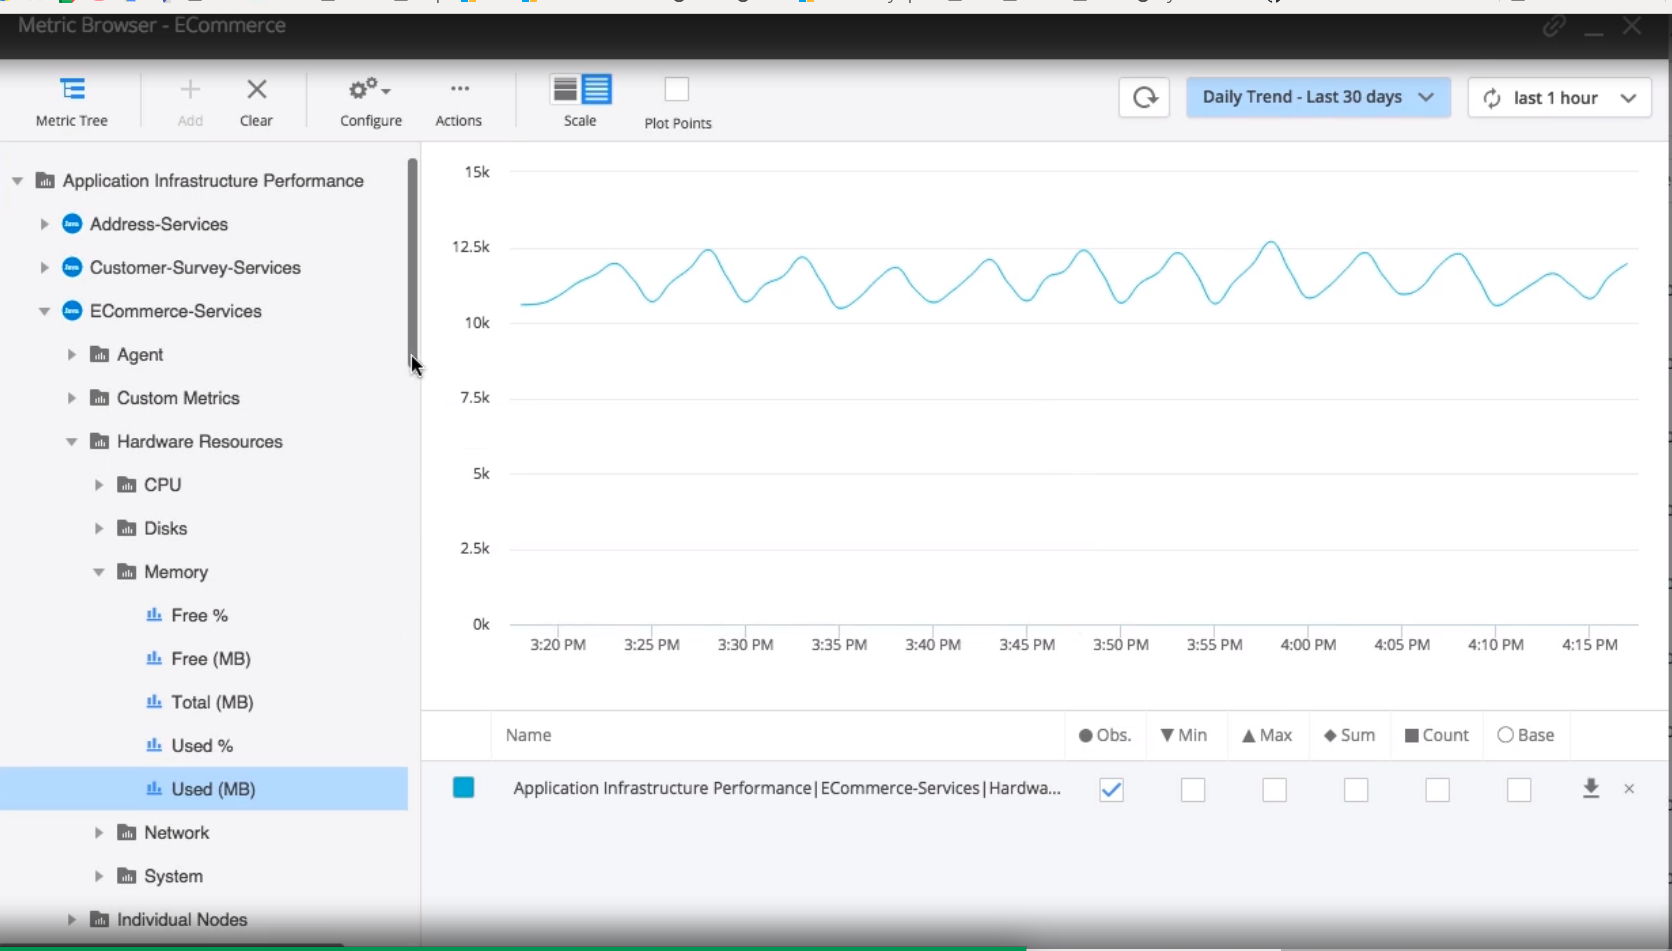 Metric Browser - ECommerce
Metric Tree
Add
Clear
Configure
Actions
Scale
Plot Points
Daily Trend - Last 30 days
last 1 hour
Application Infrastructure Performance
Address-Services
Customer-Survey-Services
ECommerce-Services
Agent
Custom Metrics
Hardware Resources
CPU
Disks
Memory
Free %
Free (MB)
Total (MB)
Used %
Used (MB)
Network
System
Individual Nodes
15k
12.5k
10k
7.5k
5k
2.5k
0k
3:20 PM 3:25 PM 3:30 PM 3:35 PM 3:40 PM 3:45 PM 3:50 PM 3:55 PM 4:00 PM 4:05 PM 4:10 PM 4:15 PM
Name Obs. Min Max Sum Count Base
Application Infrastructure Performance|ECommerce-Services|Hardwa...